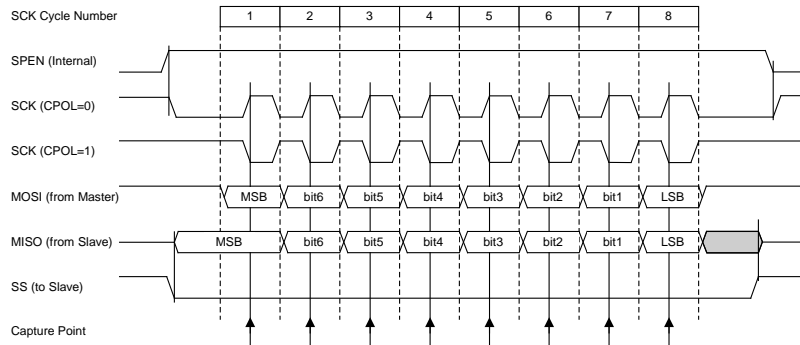 SCK Cycle Number 1 2 3 4 5 6 7 8
SPEN (Internal)
SCK (CPOL=0)
SCK (CPOL=1)
MOSI (from Master) MSB bit6 bit5 bit4 bit3 bit2 bit1 LSB
MISO (from Slave) MSB bit6 bit5 bit4 bit3 bit2 bit1 LSB
SS (to Slave)
Capture Point